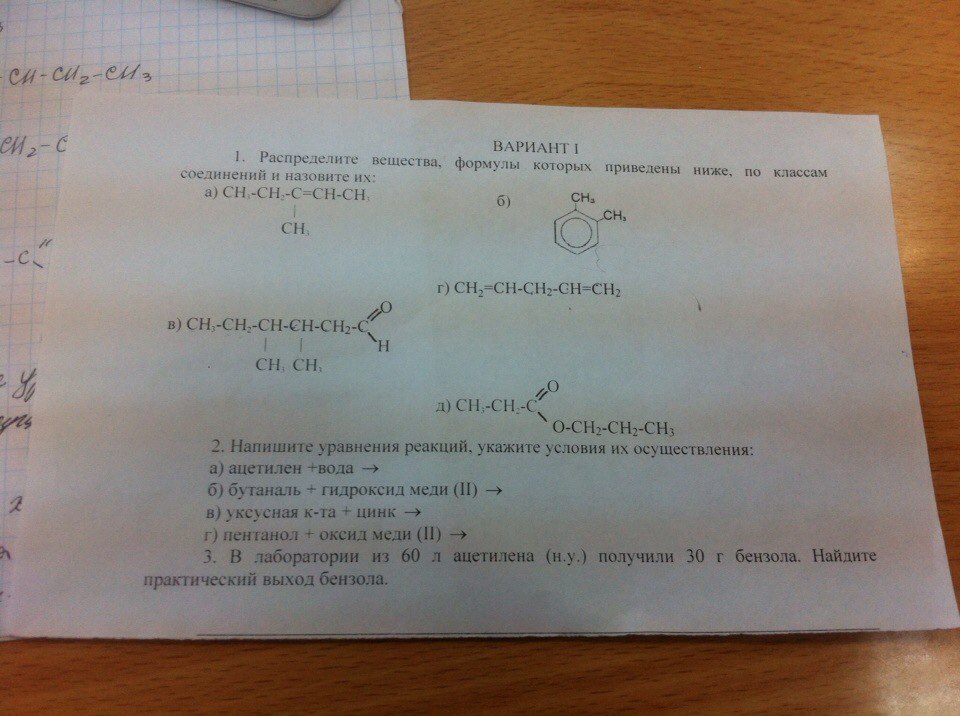 -CH-CH₂-CH₃
CH₂-C
-C
ВАРИАНТ I
1. Распределите вещества, формулы которых приведены ниже, по классам
соединений и назовите их:
а) CH₃-CH₂-C=CH-CH₃
|
CH₃
б)
CH₃
CH₃
г) CH₂=CH-CH₂-CH=CH₂
O
в) CH₃-CH₂-CH-CH-CH₂-C
H
| |
CH₃ CH₃
O
д) CH₃-CH₂-C
O-CH₂-CH₂-CH₃
2. Напишите уравнения реакций, укажите условия их осуществления:
а) ацетилен +вода →
б) бутаналь + гидроксид меди (II) →
в) уксусная к-та + цинк →
г) пентанол + оксид меди (II) →
3. В лаборатории из 60 л ацетилена (н.у.) получили 30 г бензола. Найдите
практический выход бензола.